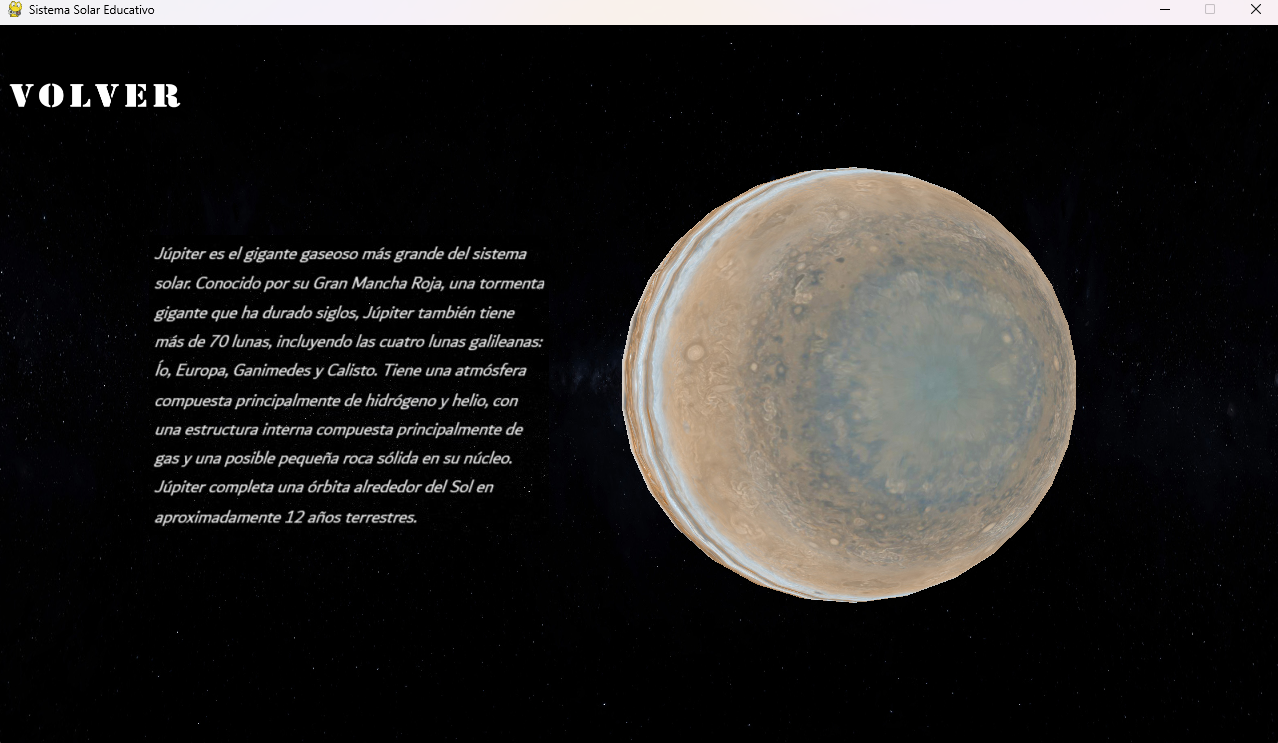 Sistema Solar Educativo
VOLVER
Júpiter es el gigante gaseoso más grande del sistema
solar. Conocido por su Gran Mancha Roja, una tormenta
gigante que ha durado siglos, Júpiter también tiene
más de 70 lunas, incluyendo las cuatro lunas galileanas:
Ío, Europa, Ganimedes y Calisto. Tiene una atmósfera
compuesta principalmente de hidrógeno y helio, con
una estructura interna compuesta principalmente de
gas y una posible pequeña roca sólida en su núcleo.
Júpiter completa una órbita alrededor del Sol en
aproximadamente 12 años terrestres.